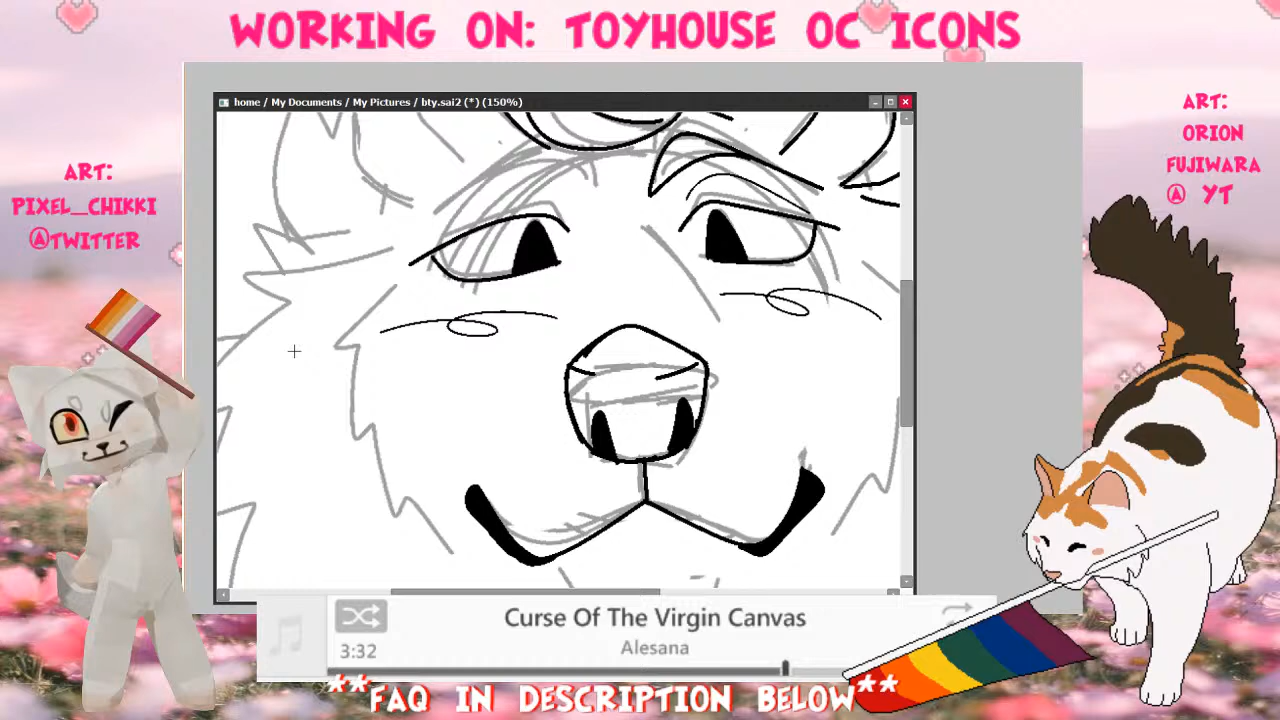 WORKING ON: TOYHOUSE OC ICONS
home / My Documents / My Pictures / bty.sai2 (*) (150%)
ART:
PIXEL_CHIKKI
@TWITTER
ART:
ORION
FUJIWARA
@ YT
Curse Of The Virgin Canvas
3:32
Alesana
**FAQ IN DESCRIPTION BELOW**